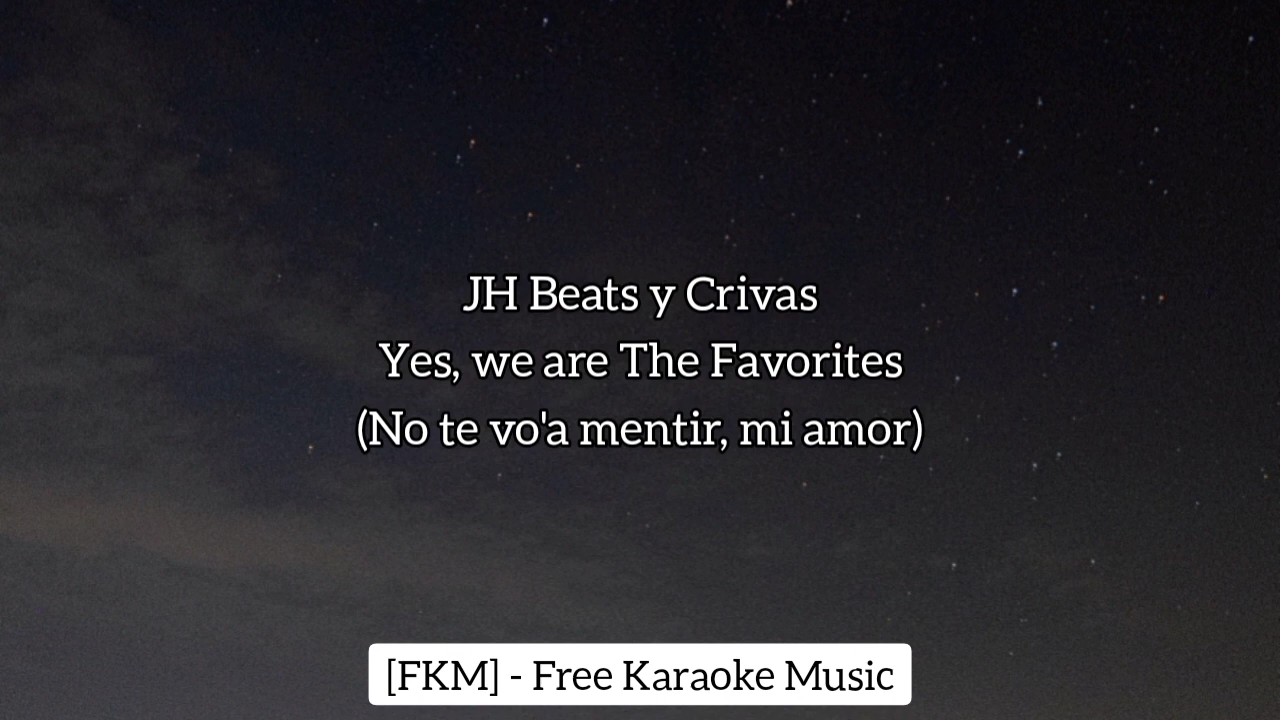 JH Beats y Crivas
Yes, we are The Favorites
(No te vo'a mentir, mi amor)
[FKM] - Free Karaoke Music